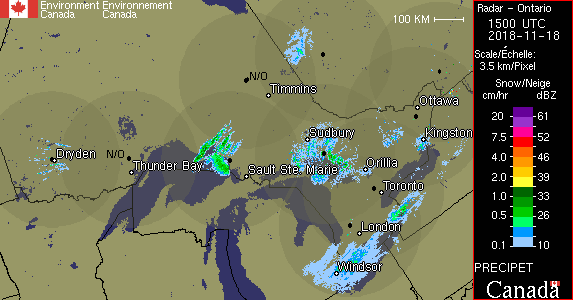 Environment Environnement
Canada Canada
100 KM
N/O
Timmins
Ottawa
Sudbury
Kingston
Dryden
N/O
Thunder Bay
Sault Ste. Marie
Orillia
Toronto
London
Windsor
Radar - Ontario
1500 UTC
2018-11-18
Scale/Échelle:
3.5 km/Pixel
Snow/Neige
cm/hr dBZ
20 61
7.5 52
4.0 46
2.0 39
1.0 33
0.5 26
0.1 10
PRECIPET
Canada